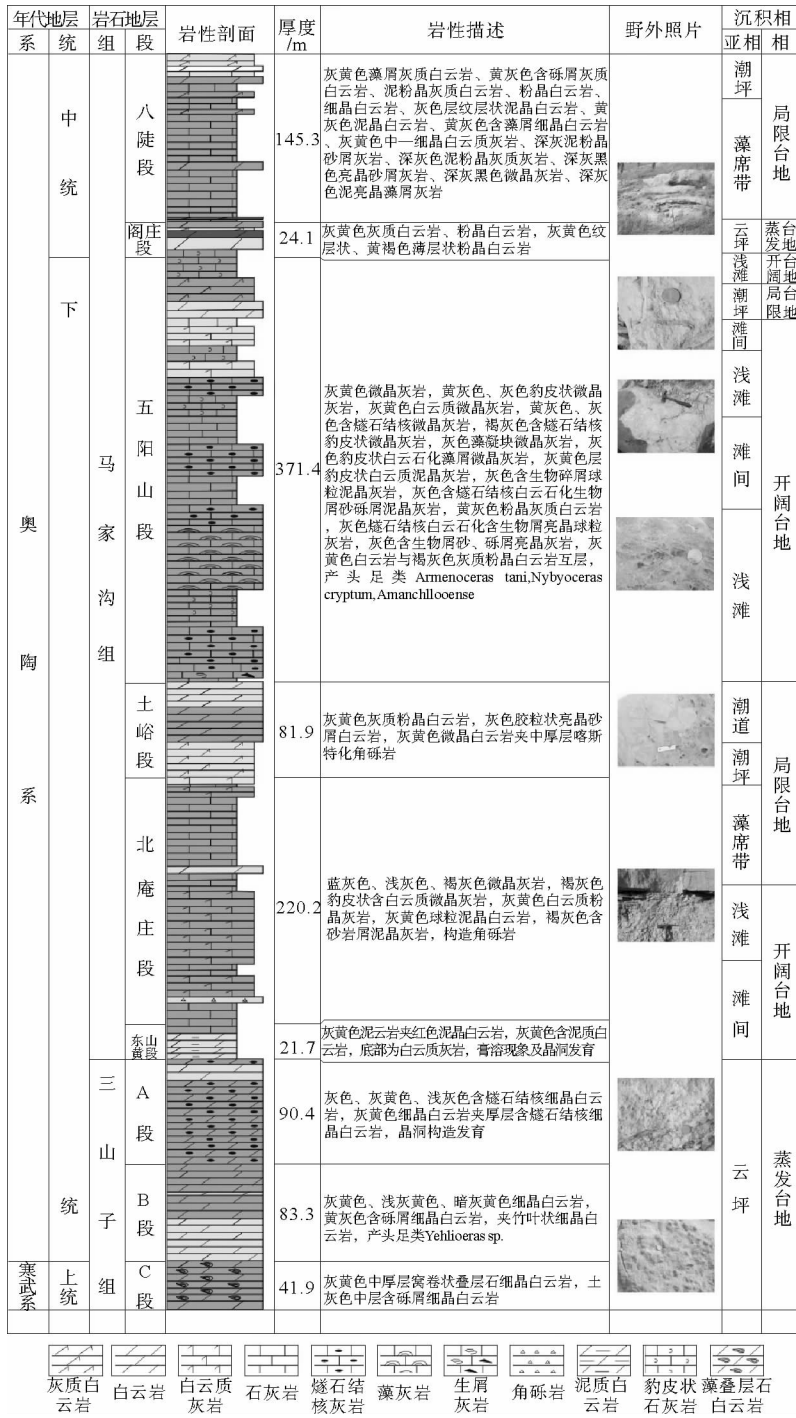 年代地层 岩石地层 岩性剖面 厚度/m 岩性描述 野外照片 沉积相
系 统 组 段 亚相 相
奥陶系
寒武系
中统
下统
上统
马家沟组
三山子组
八陡段
145.3
灰黄色藻屑灰质白云岩、黄灰色含砾屑灰质
白云岩、泥粉晶灰质白云岩、粉晶白云岩、
细晶白云岩、灰色层纹层状泥晶白云岩、黄
灰色泥晶白云岩、黄灰色含藻屑细晶白云岩
、灰黄色中—细晶白云质灰岩、深灰泥粉晶
砂屑灰岩、深灰色泥粉晶灰质灰岩、深灰黑
色亮晶砂屑灰岩、深灰黑色微晶灰岩、深灰
色泥亮晶藻屑灰岩
阁庄段
24.1
灰黄色灰质白云岩、粉晶白云岩，灰黄色纹
层状、黄褐色薄层状粉晶白云岩
五阳山段
371.4
灰黄色微晶灰岩，黄灰色、灰色豹皮状微晶
灰岩，灰黄色白云质微晶灰岩，黄灰色、灰
色含燧石结核微晶灰岩，褐灰色含燧石结核
豹皮状微晶灰岩，灰色藻凝块微晶灰岩，灰
色豹皮状白云石化藻屑微晶灰岩，灰黄色层
豹皮状白云质泥晶灰岩，灰色含生物碎屑球
粒泥晶灰岩，灰色含燧石结核白云石化生物
屑砂砾屑泥晶灰岩，黄灰色粉晶灰质白云岩
，灰色燧石结核白云石化含生物屑亮晶球粒
灰岩，灰色含生物屑砂、砾屑亮晶灰岩，灰
黄色白云岩与褐灰色灰质粉晶白云岩互层，
产头足类Armenoceras tani,Nybyoceras
cryptum,Amanchllooense
土峪段
81.9
灰黄色灰质粉晶白云岩，灰色胶粒状亮晶砂
屑白云岩，灰黄色微晶白云岩夹中厚层喀斯
特化角砾岩
北庵庄段
220.2
蓝灰色、浅灰色、褐灰色微晶灰岩，褐灰色
豹皮状含白云质微晶灰岩，灰黄色白云质粉
晶灰岩，灰黄色球粒泥晶白云岩，褐灰色含
砂岩屑泥晶灰岩，构造角砾岩
东黄山段
21.7
灰黄色泥云岩夹红色泥晶白云岩，灰黄色含泥质白
云岩，底部为白云质灰岩，膏溶现象及晶洞发育
A段
90.4
灰色、灰黄色、浅灰色含燧石结核细晶白云
岩，灰黄色细晶白云岩夹厚层含燧石结核细
晶白云岩，晶洞构造发育
B段
83.3
灰黄色、浅灰黄色、暗灰黄色细晶白云岩，
黄灰色含砾屑细晶白云岩，夹竹叶状细晶白
云岩，产头足类Yehlioeras sp.
C段
41.9
灰黄色中厚层窝卷状叠层石细晶白云岩，土
灰色中层含砾屑细晶白云岩
潮坪
藻席带
局限台地
云坪
蒸发台地
浅滩
开阔台地
潮坪
局限台地
滩间
浅滩
滩间
浅滩
开阔台地
潮道
潮坪
藻席带
局限台地
浅滩
滩间
开阔台地
云坪
蒸发台地
灰质白云岩
白云岩
白云质灰岩
石灰岩
燧石结核灰岩
藻灰岩
生屑灰岩
角砾岩
泥质白云岩
豹皮状石灰岩
藻叠层石白云岩